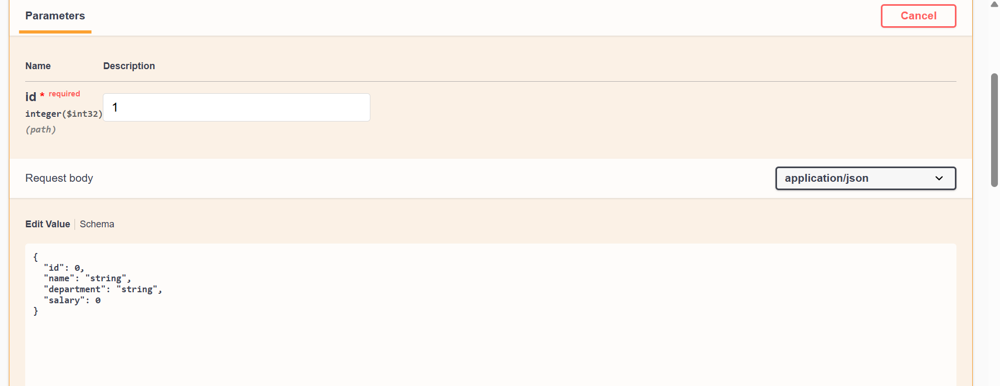 Parameters
Cancel
Name Description
id * required
integer($int32)
(path)
1
Request body
application/json
Edit Value Schema
{
  "id": 0,
  "name": "string",
  "department": "string",
  "salary": 0
}